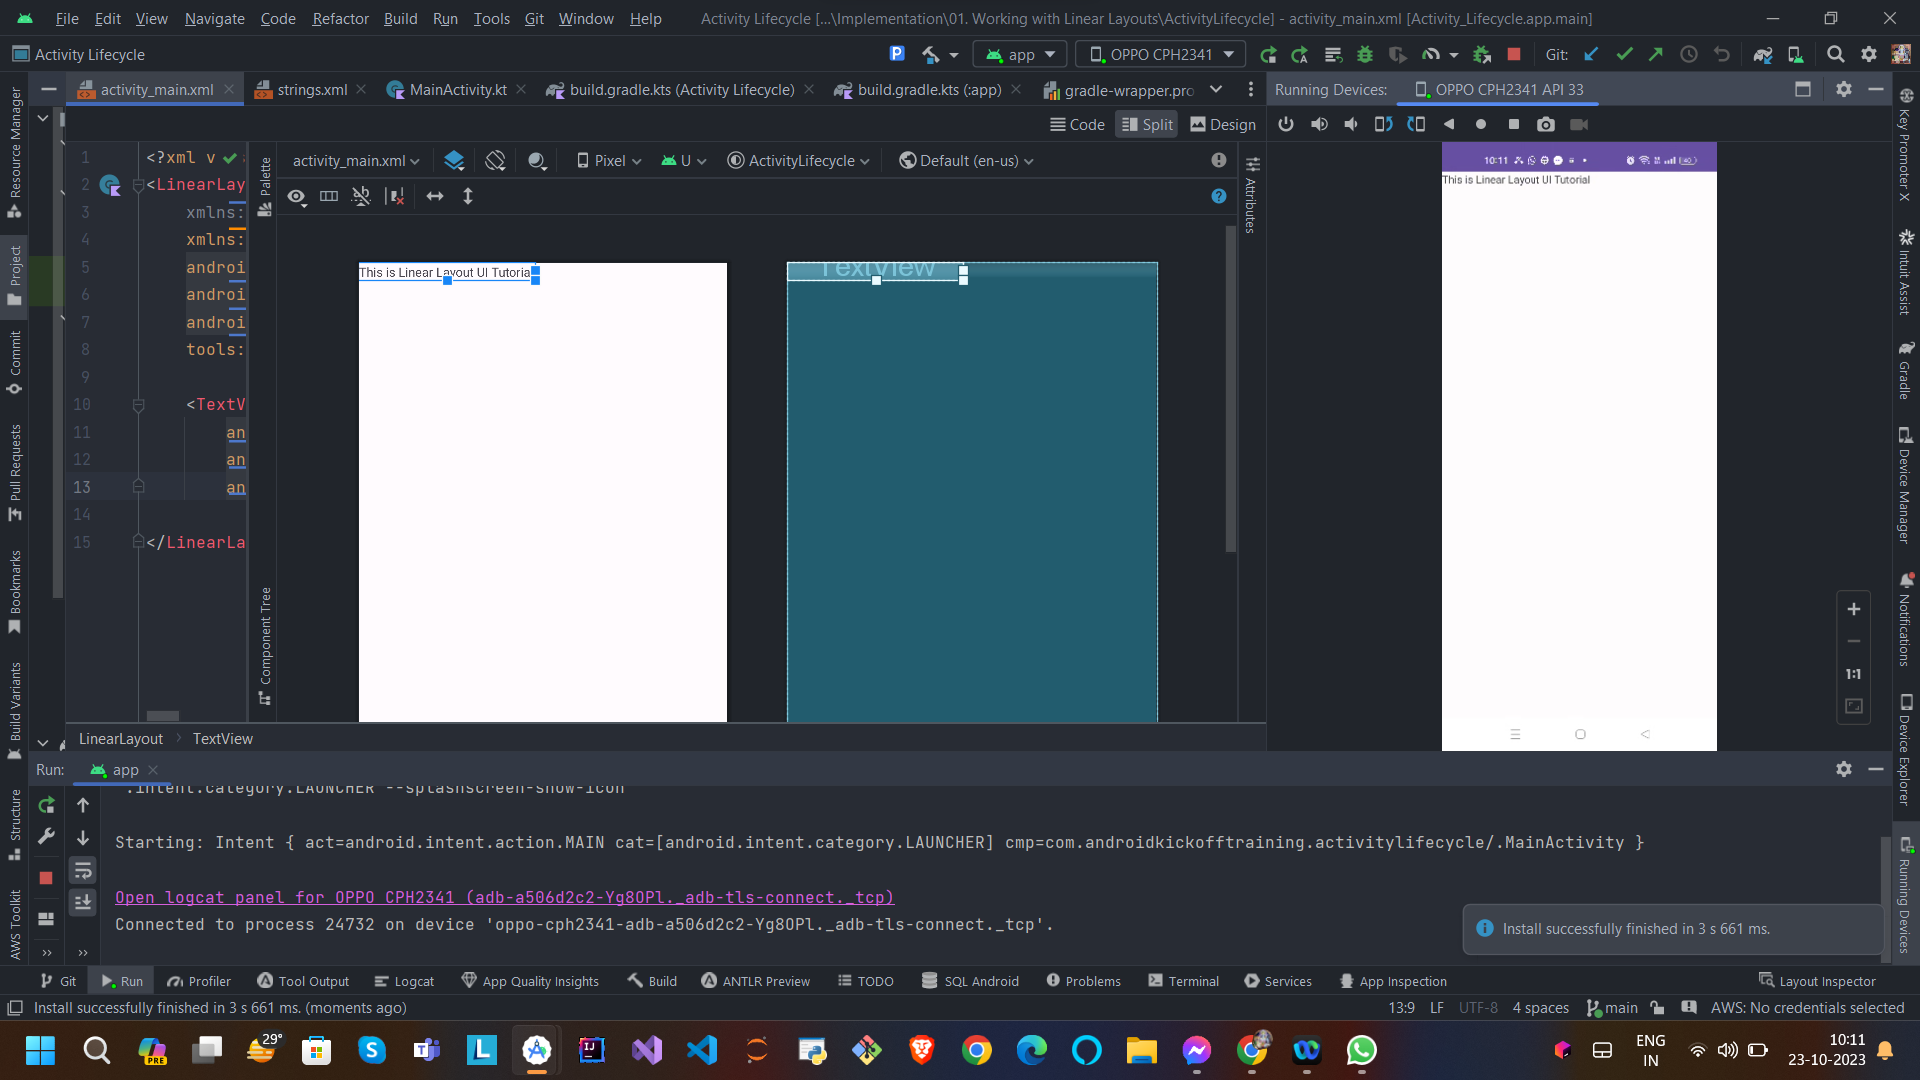 File Edit View Navigate Code Refactor Build Run Tools Git Window Help Activity Lifecycle [...\Implementation\01. Working with Linear Layouts\ActivityLifecycle] - activity_main.xml [Activity_Lifecycle.app.main]
Activity Lifecycle P app OPPO CPH2341 Git:
activity_main.xml strings.xml MainActivity.kt build.gradle.kts (Activity Lifecycle) build.gradle.kts (:app) gradle-wrapper.pro
Running Devices: OPPO CPH2341 API 33
Code Split Design
activity_main.xml Pixel U ActivityLifecycle Default (en-us)
Resource Manager
Project
Commit
Pull Requests
Bookmarks
Build Variants
Structure
AWS Toolkit
1 <?xml v
2 <LinearLay
3 xmlns:
4 xmlns:
5 androi
6 androi
7 androi
8 tools:
9
10 <TextV
11 an
12 an
13 an
14
15 </LinearLa
Palette
Component Tree
This is Linear Layout UI Tutoria
TextView
Attributes
10:11
This is Linear Layout UI Tutorial
1:1
Key Promoter X
Intuit Assist
Gradle
Device Manager
Notifications
Device Explorer
Running Devices
LinearLayout TextView
Run: app
.intent.category.LAUNCHER --splashscreen-show-icon
Starting: Intent { act=android.intent.action.MAIN cat=[android.intent.category.LAUNCHER] cmp=com.androidkickofftraining.activitylifecycle/.MainActivity }
Open logcat panel for OPPO CPH2341 (adb-a506d2c2-Yg8OPl._adb-tls-connect._tcp)
Connected to process 24732 on device 'oppo-cph2341-adb-a506d2c2-Yg8OPl._adb-tls-connect._tcp'.
Install successfully finished in 3 s 661 ms.
Git Run Profiler Tool Output Logcat App Quality Insights Build ANTLR Preview TODO SQL Android Problems Terminal Services App Inspection Layout Inspector
Install successfully finished in 3 s 661 ms. (moments ago) 13:9 LF UTF-8 4 spaces main AWS: No credentials selected
PRE 29° ENG 10:11
IN 23-10-2023